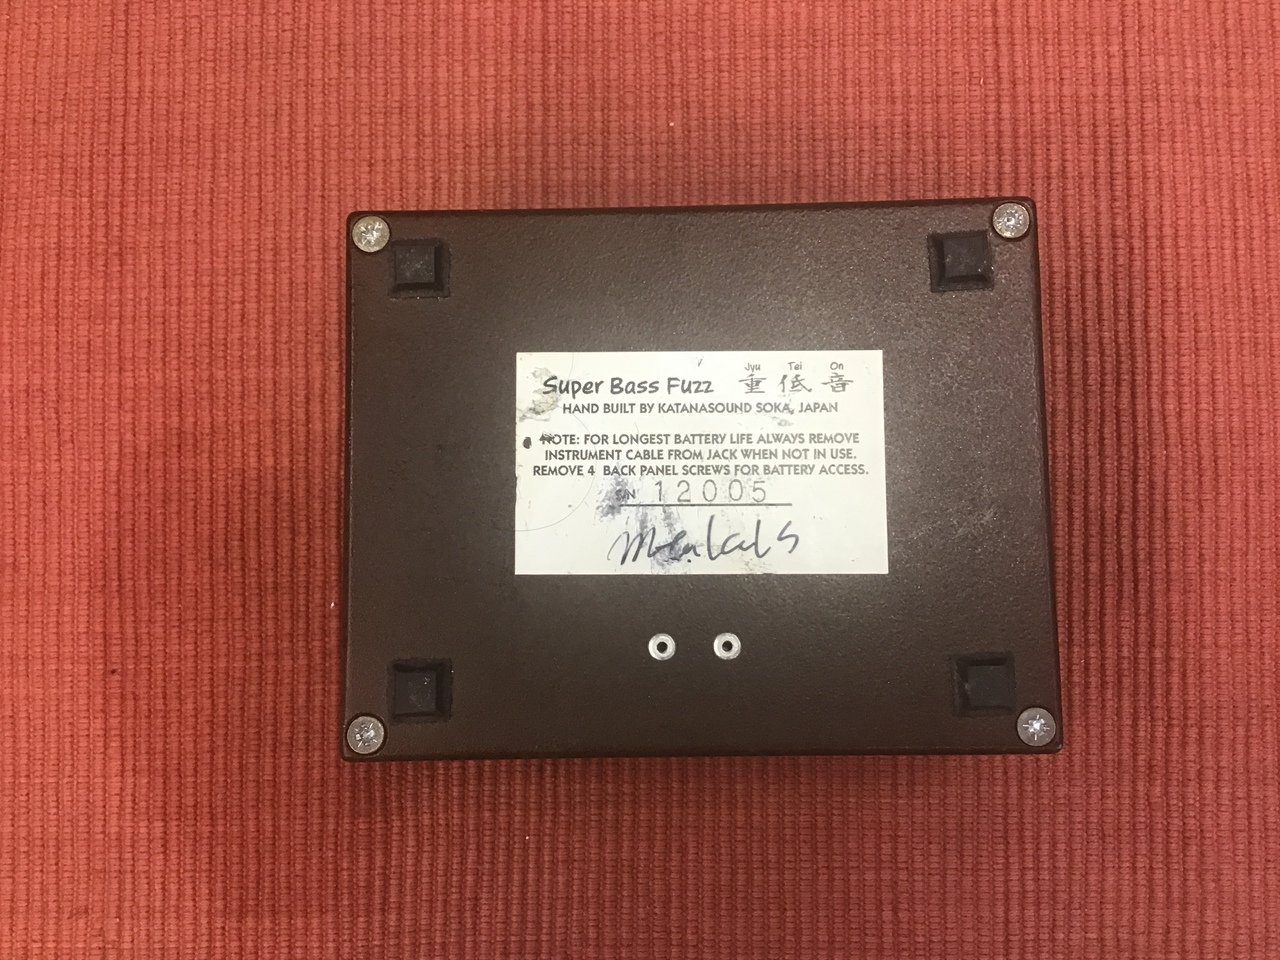 Jyu Tei On
Super Bass Fuzz 重低音
HAND BUILT BY KATANASOUND SOKA, JAPAN
NOTE: FOR LONGEST BATTERY LIFE ALWAYS REMOVE
INSTRUMENT CABLE FROM JACK WHEN NOT IN USE.
REMOVE 4 BACK PANEL SCREWS FOR BATTERY ACCESS.
S/N 12005